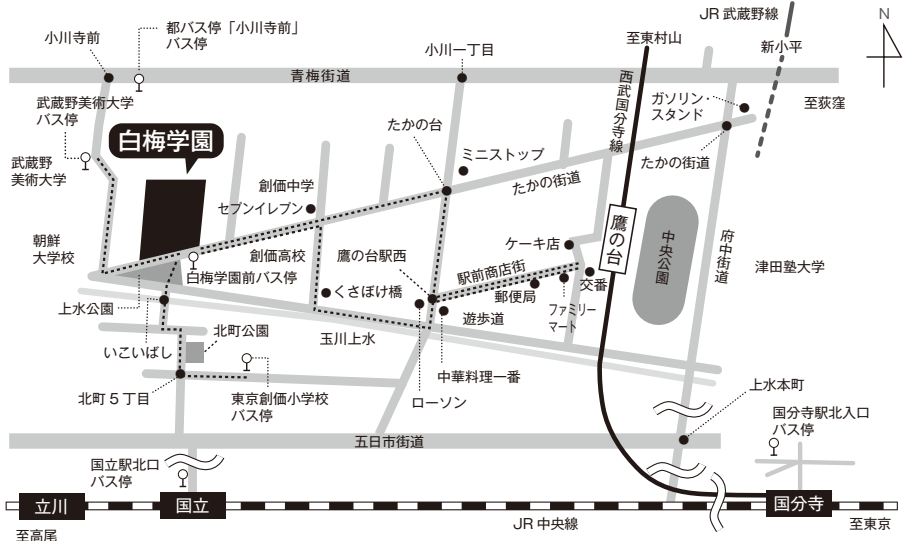 JR 武蔵野線
N
都バス停「小川寺前」
バス停
小川寺前
小川一丁目
至東村山
新小平
青梅街道
西武国分寺線
ガソリン・
スタンド
至荻窪
武蔵野美術大学
バス停
白梅学園
たかの台
ミニストップ
たかの街道
武蔵野
美術大学
創価中学
セブンイレブン
たかの街道
鷹の台
中央公園
府中街道
朝鮮
大学校
創価高校
鷹の台駅西
ケーキ店
駅前商店街
白梅学園前バス停
津田塾大学
くさぼけ橋
郵便局
交番
上水公園
遊歩道
ファミリー
マート
北町公園
玉川上水
いこいばし
中華料理一番
北町 5 丁目
東京創価小学校
バス停
ローソン
上水本町
国分寺駅北入口
バス停
五日市街道
国立駅北口
バス停
立川
国立
国分寺
至高尾
JR 中央線
至東京